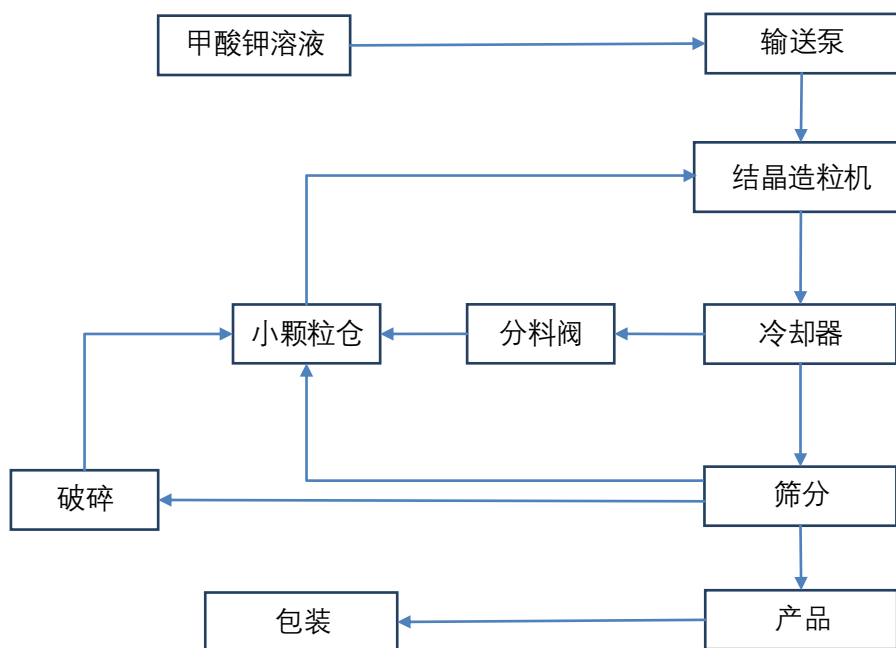 甲酸钾溶液
输送泵
结晶造粒机
小颗粒仓
分料阀
冷却器
破碎
筛分
包装
产品